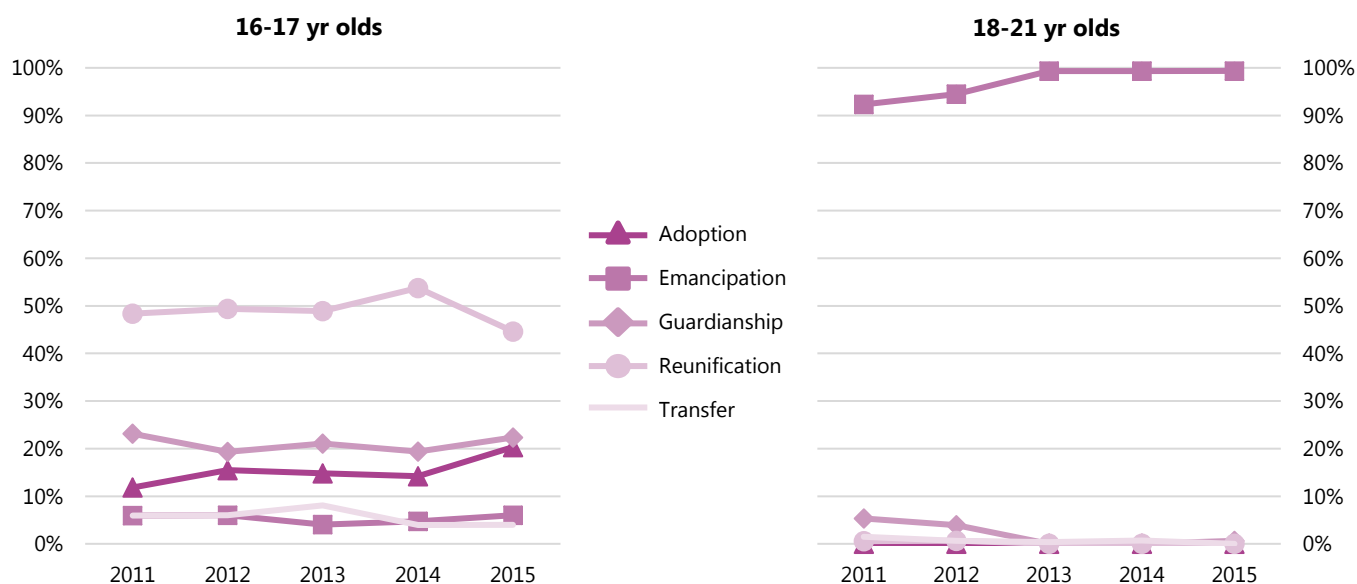 16-17 yr olds
100%
90%
80%
70%
60%
50%
40%
30%
20%
10%
0%
2011 2012 2013 2014 2015
Adoption
Emancipation
Guardianship
Reunification
Transfer
18-21 yr olds
100%
90%
80%
70%
60%
50%
40%
30%
20%
10%
0%
2011 2012 2013 2014 2015